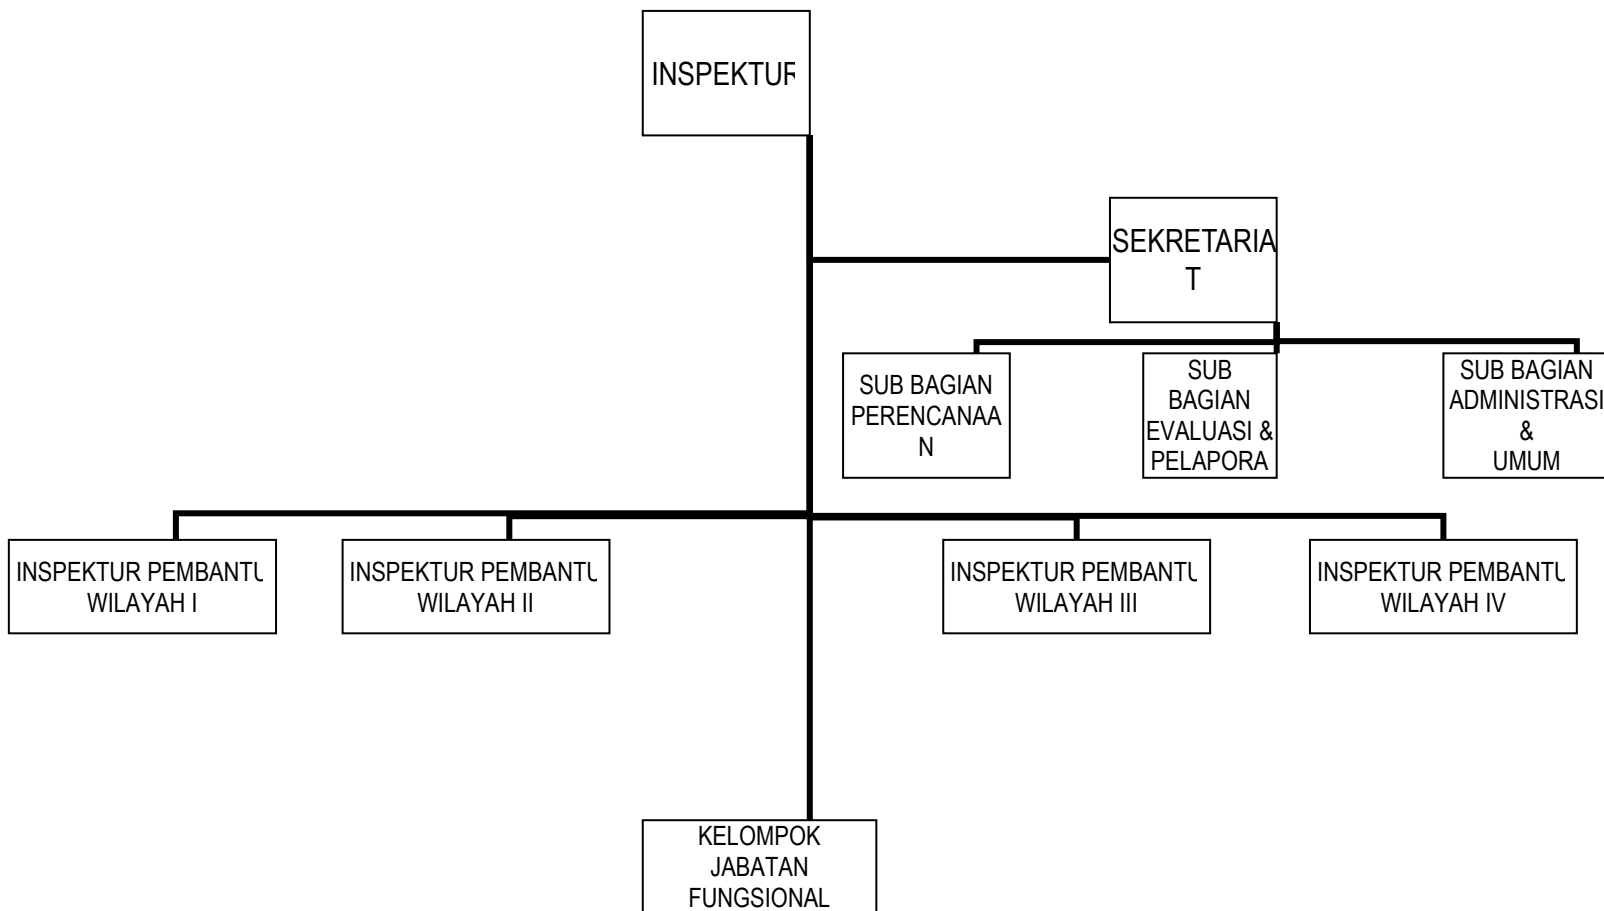 INSPEKTUR
SEKRETARIA
T
SUB BAGIAN
PERENCANAA
N
SUB
BAGIAN
EVALUASI &
PELAPORA
SUB BAGIAN
ADMINISTRASI
&
UMUM
INSPEKTUR PEMBANTU
WILAYAH I
INSPEKTUR PEMBANTU
WILAYAH II
INSPEKTUR PEMBANTU
WILAYAH III
INSPEKTUR PEMBANTU
WILAYAH IV
KELOMPOK
JABATAN
FUNGSIONAL